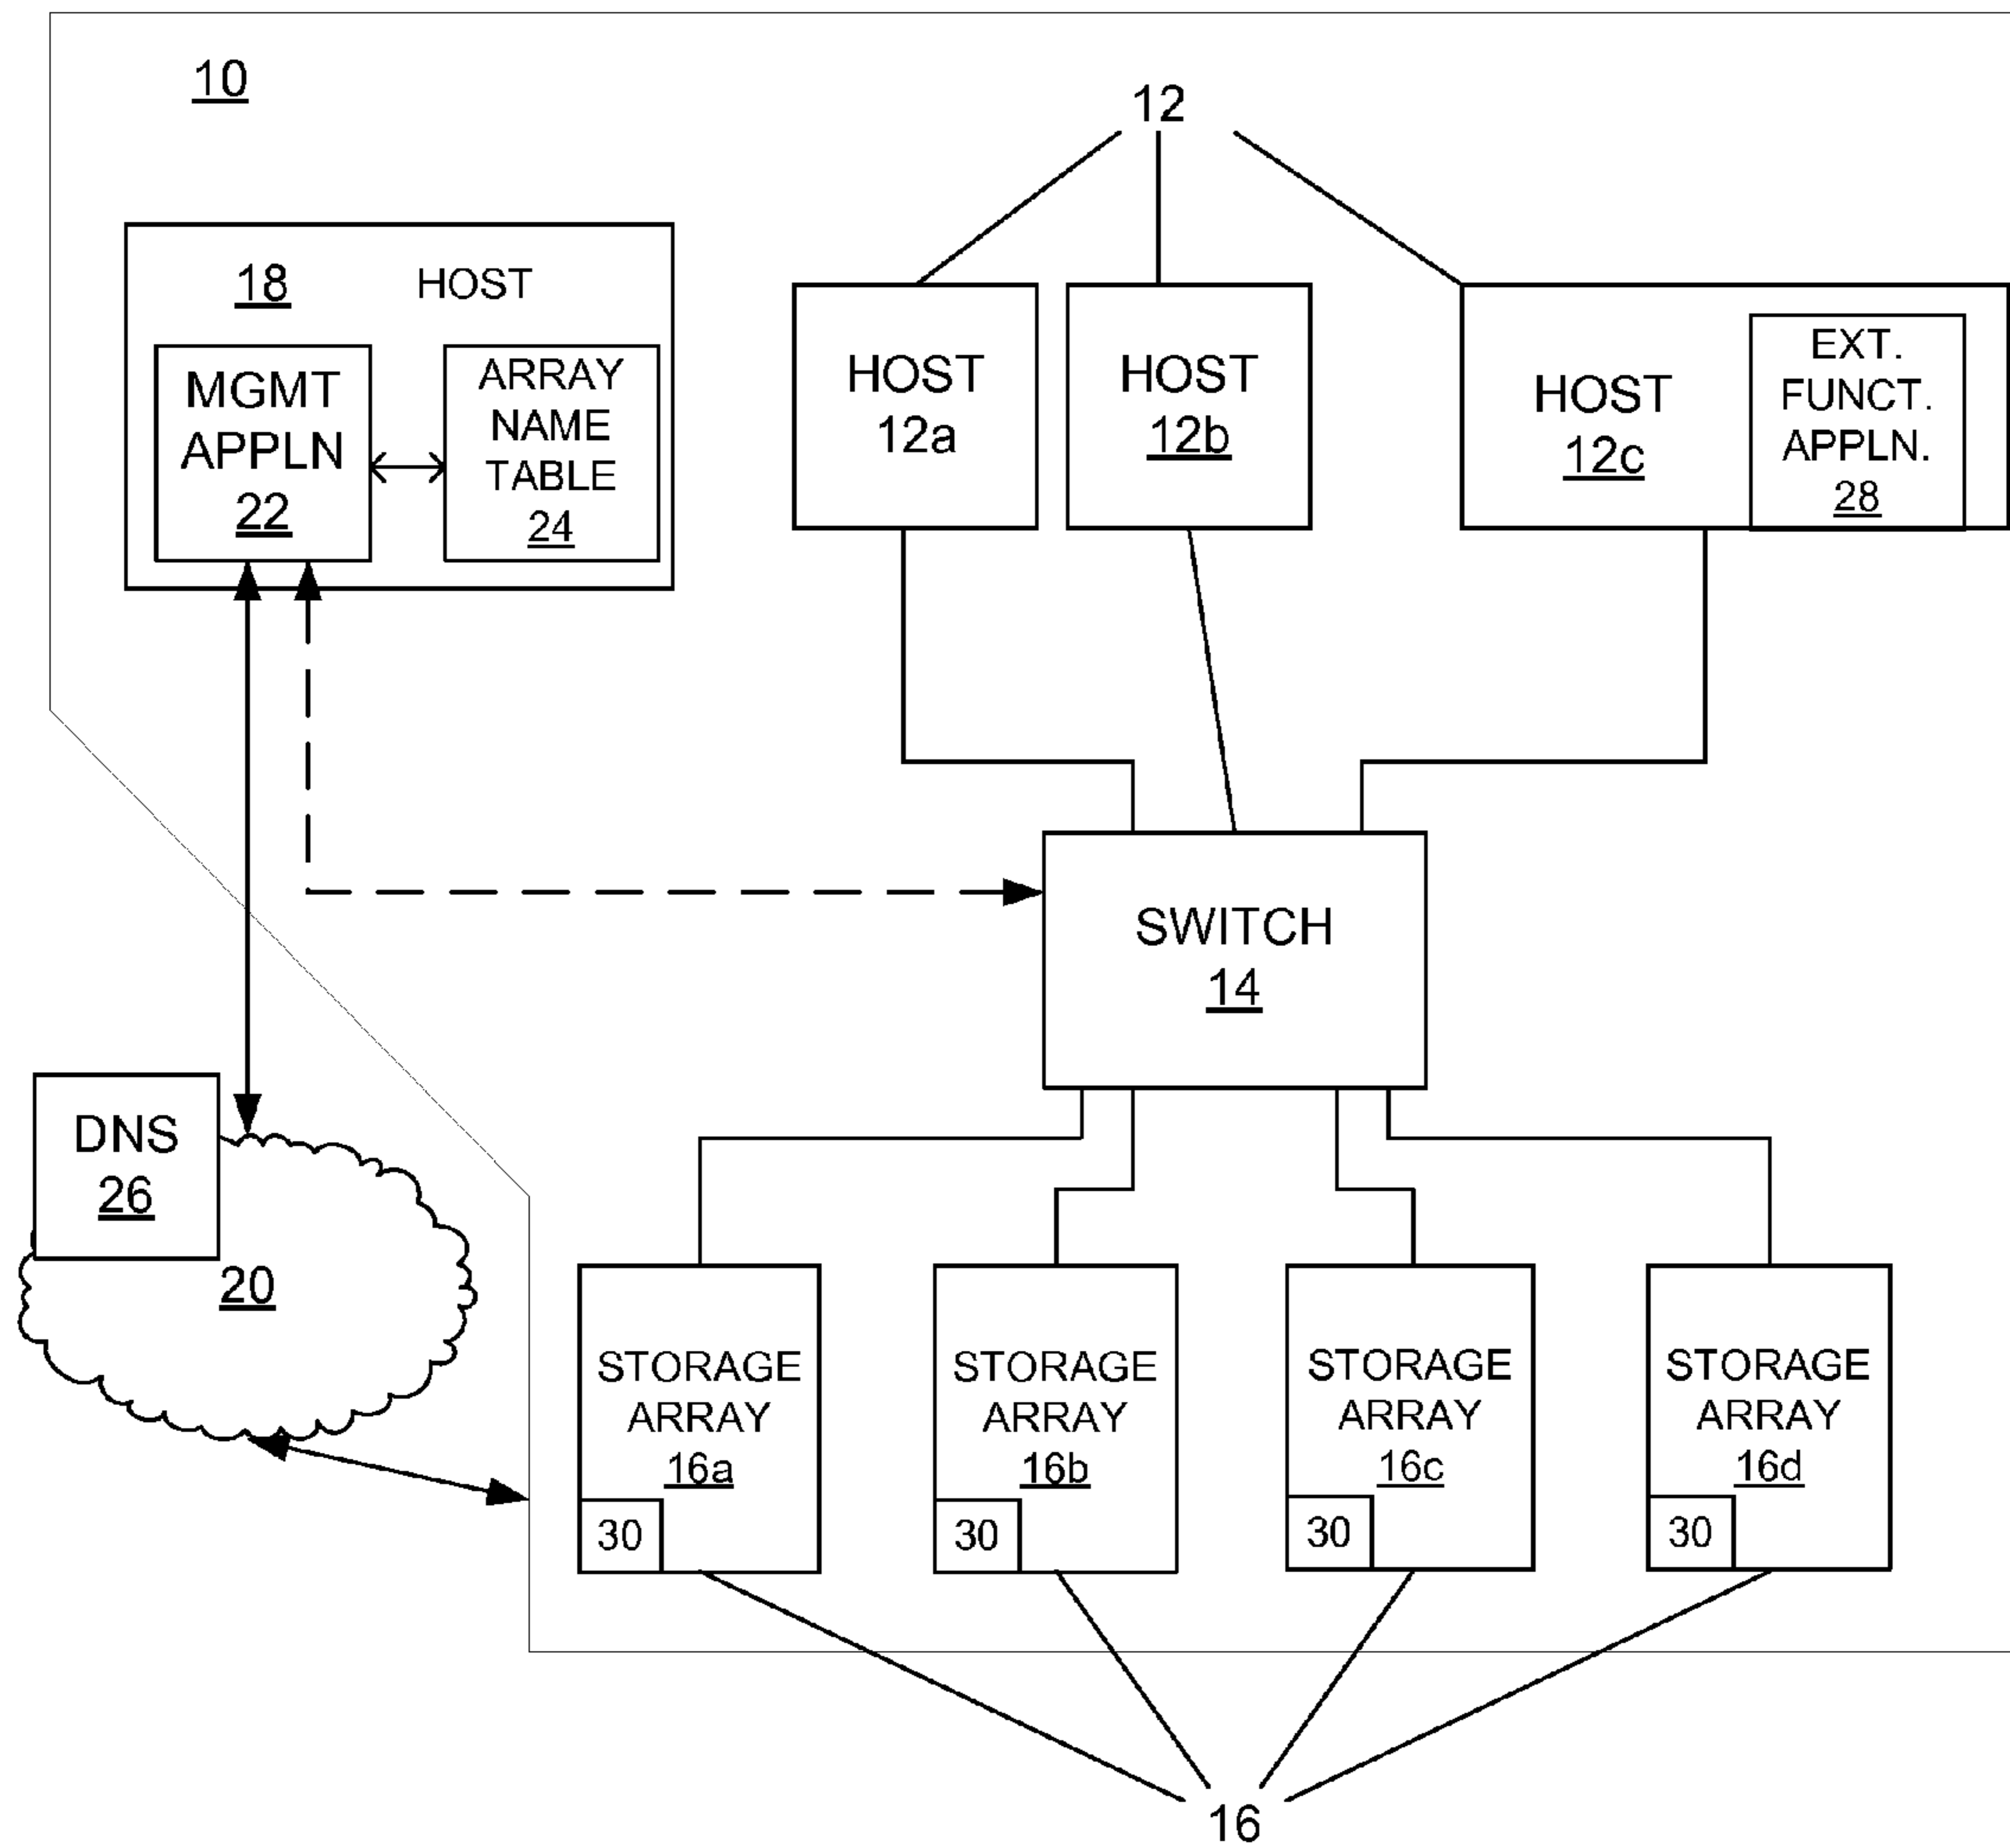 10
12
18 HOST
MGMT
APPLN
22
ARRAY
NAME
TABLE
24
HOST
12a
HOST
12b
HOST
12c
EXT.
FUNCT.
APPLN.
28
SWITCH
14
DNS
26
20
STORAGE
ARRAY
16a
30
STORAGE
ARRAY
16b
30
STORAGE
ARRAY
16c
30
STORAGE
ARRAY
16d
30
16